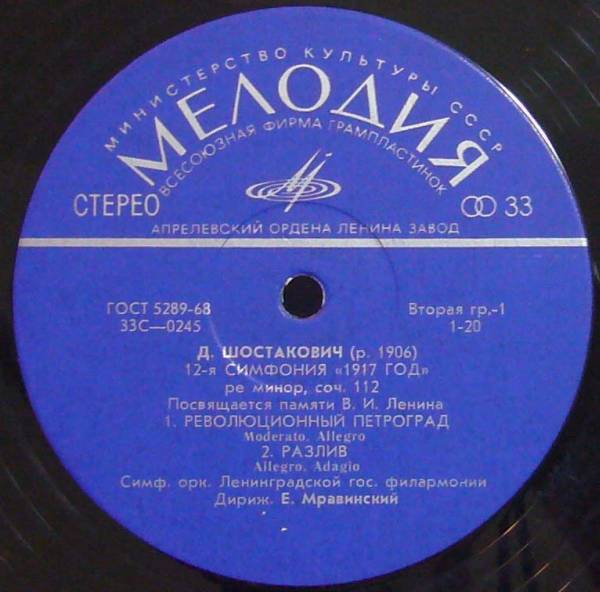 МИНИСТЕРСТВО КУЛЬТУРЫ СССР
МЕЛОДИЯ
ВСЕСОЮЗНАЯ ФИРМА ГРАМПЛАСТИНОК
СТЕРЕО 33
АПРЕЛЕВСКИЙ ОРДЕНА ЛЕНИНА ЗАВОД
ГОСТ 5289-68 Вторая гр.-1
33С—0245 1-20
Д. ШОСТАКОВИЧ (р. 1906)
12-я СИМФОНИЯ «1917 ГОД»
ре минор, соч. 112
Посвящается памяти В. И. Ленина
1. РЕВОЛЮЦИОННЫЙ ПЕТРОГРАД
Moderato. Allegro
2. РАЗЛИВ
Allegro. Adagio
Симф. орк. Ленинградской гос. филармонии
Дириж. Е. Мравинский